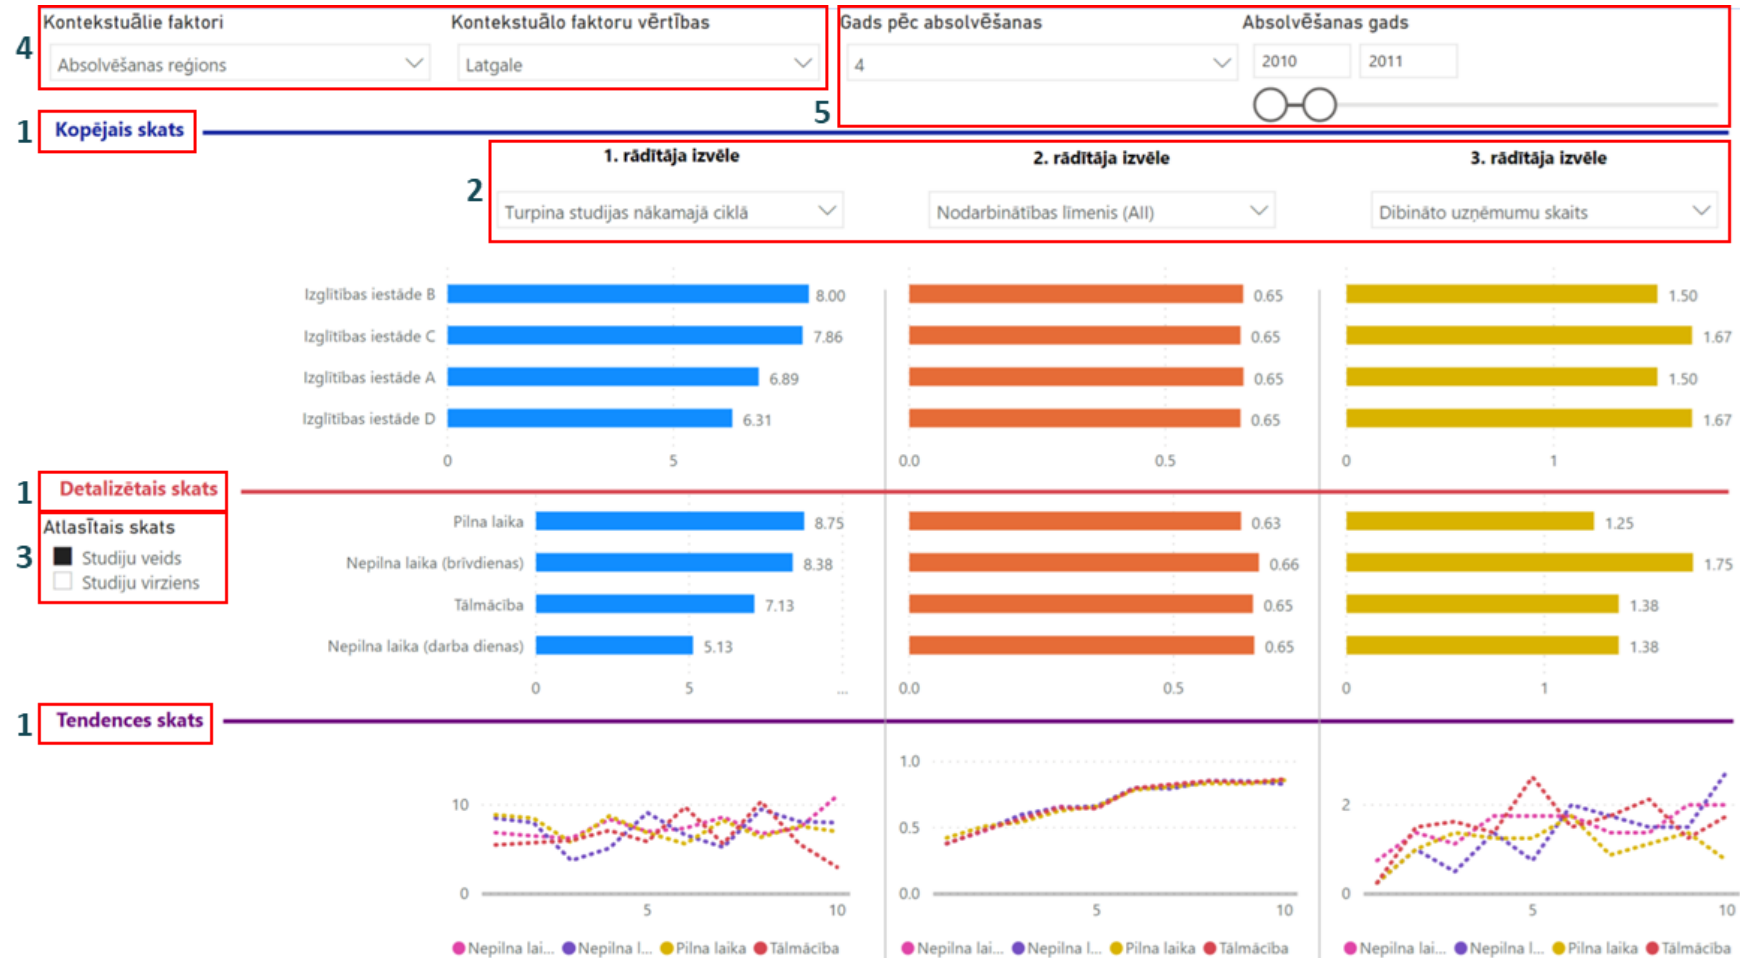 Kontekstuālie faktori
Kontekstuālo faktoru vērtības
Gads pēc absolvēšanas
Absolvēšanas gads
4
Absolvēšanas reģions
Latgale
4
2010
2011
5
1
Kopējais skats
1. rādītāja izvēle
2. rādītāja izvēle
3. rādītāja izvēle
2
Turpina studijas nākamajā ciklā
Nodarbinātības līmenis (All)
Dibināto uzņēmumu skaits
Izglītības iestāde B
8.00
0.65
1.50
Izglītības iestāde C
7.86
0.65
1.67
Izglītības iestāde A
6.89
0.65
1.50
Izglītības iestāde D
6.31
0.65
1.67
0
5
0.0
0.5
0
1
1
Detalizētais skats
Atlasītais skats
3
Studiju veids
Studiju virziens
Pilna laika
8.75
0.63
1.25
Nepilna laika (brīvdienas)
8.38
0.66
1.75
Tālmācība
7.13
0.65
1.38
Nepilna laika (darba dienas)
5.13
0.65
1.38
0
5
...
0.0
0.5
0
1
1
Tendences skats
10
0
5
10
1.0
0.5
0.0
5
10
2
0
5
10
Nepilna lai... Nepilna l... Pilna laika Tālmācība
Nepilna lai... Nepilna l... Pilna laika Tālmācība
Nepilna lai... Nepilna l... Pilna laika Tālmācība